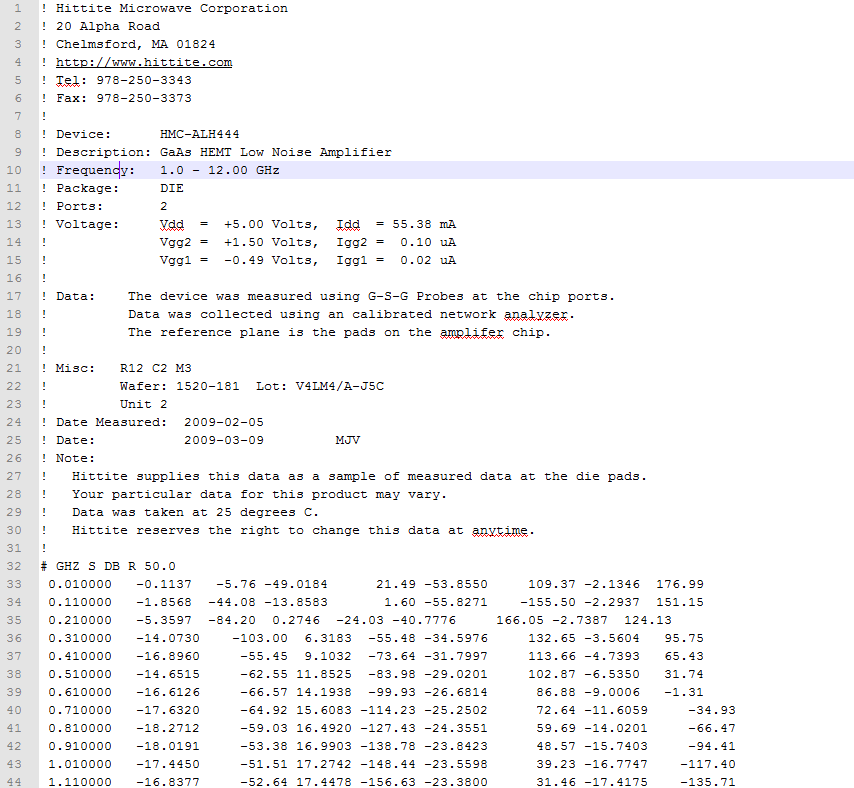 1 ! Hittite Microwave Corporation
2 ! 20 Alpha Road
3 ! Chelmsford, MA 01824
4 ! http://www.hittite.com
5 ! Tel: 978-250-3343
6 ! Fax: 978-250-3373
7 !
8 ! Device: HMC-ALH444
9 ! Description: GaAs HEMT Low Noise Amplifier
10 ! Frequency: 1.0 - 12.00 GHz
11 ! Package: DIE
12 ! Ports: 2
13 ! Voltage: Vdd = +5.00 Volts, Idd = 55.38 mA
14 ! Vgg2 = +1.50 Volts, Igg2 = 0.10 uA
15 ! Vgg1 = -0.49 Volts, Igg1 = 0.02 uA
16 !
17 ! Data: The device was measured using G-S-G Probes at the chip ports.
18 ! Data was collected using an calibrated network analyzer.
19 ! The reference plane is the pads on the amplifer chip.
20 !
21 ! Misc: R12 C2 M3
22 ! Wafer: 1520-181 Lot: V4LM4/A-J5C
23 ! Unit 2
24 ! Date Measured: 2009-02-05
25 ! Date: 2009-03-09 MJV
26 ! Note:
27 ! Hittite supplies this data as a sample of measured data at the die pads.
28 ! Your particular data for this product may vary.
29 ! Data was taken at 25 degrees C.
30 ! Hittite reserves the right to change this data at anytime.
31 !
32 # GHZ S DB R 50.0
33 0.010000 -0.1137 -5.76 -49.0184 21.49 -53.8550 109.37 -2.1346 176.99
34 0.110000 -1.8568 -44.08 -13.8583 1.60 -55.8271 -155.50 -2.2937 151.15
35 0.210000 -5.3597 -84.20 0.2746 -24.03 -40.7776 166.05 -2.7387 124.13
36 0.310000 -14.0730 -103.00 6.3183 -55.48 -34.5976 132.65 -3.5604 95.75
37 0.410000 -16.8960 -55.45 9.1032 -73.64 -31.7997 113.66 -4.7393 65.43
38 0.510000 -14.6515 -62.55 11.8525 -83.98 -29.0201 102.87 -6.5350 31.74
39 0.610000 -16.6126 -66.57 14.1938 -99.93 -26.6814 86.88 -9.0006 -1.31
40 0.710000 -17.6320 -64.92 15.6083 -114.23 -25.2502 72.64 -11.6059 -34.93
41 0.810000 -18.2712 -59.03 16.4920 -127.43 -24.3551 59.69 -14.0201 -66.47
42 0.910000 -18.0191 -53.38 16.9903 -138.78 -23.8423 48.57 -15.7403 -94.41
43 1.010000 -17.4450 -51.51 17.2742 -148.44 -23.5598 39.23 -16.7747 -117.40
44 1.110000 -16.8377 -52.64 17.4478 -156.63 -23.3800 31.46 -17.4175 -135.71